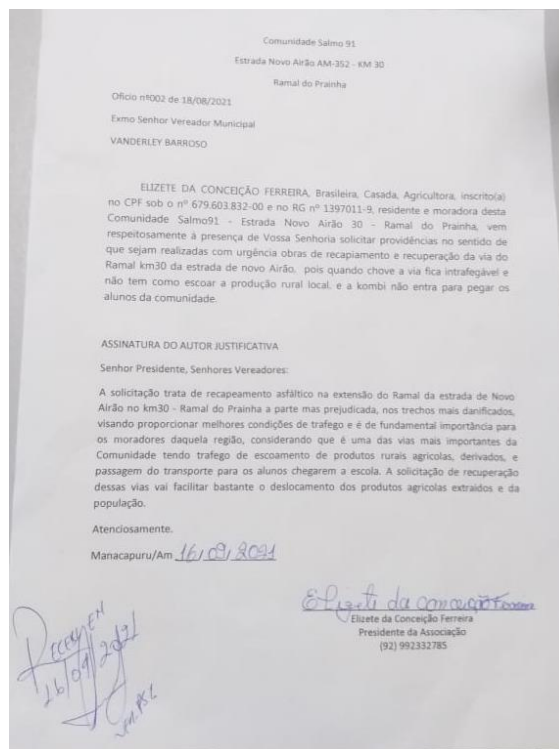 Comunidade Salmo 91
Estrada Novo Airão AM-352 - KM 30
Ramal do Prainha
Oficio nº002 de 18/08/2021
Exmo Senhor Vereador Municipal
VANDERLEY BARROSO
ELIZETE DA CONCEIÇÃO FERREIRA, Brasileira, Casada, Agricultora, inscrito(a)
no CPF sob o nº 679.603.832-00 e no RG nº 1397011-9, residente e moradora desta
Comunidade Salmo91 - Estrada Novo Airão 30 - Ramal do Prainha, vem
respeitosamente à presença de Vossa Senhoria solicitar providências no sentido de
que sejam realizadas com urgência obras de recapiamento e recuperação da via do
Ramal km30 da estrada de novo Airão, pois quando chove a via fica intrafegável e
não tem como escoar a produção rural local, e a kombi não entra para pegar os
alunos da comunidade.
ASSINATURA DO AUTOR JUSTIFICATIVA
Senhor Presidente, Senhores Vereadores:
A solicitação trata de recapeamento asfáltico na extensão do Ramal da estrada de Novo
Airão no km30 - Ramal do Prainha a parte mas prejudicada, nos trechos mais danificados,
visando proporcionar melhores condições de trafego e é de fundamental importância para
os moradores daquela região, considerando que é uma das vias mais importantes da
Comunidade tendo trafego de escoamento de produtos rurais agricolas, derivados, e
passagem do transporte para os alunos chegarem a escola. A solicitação de recuperação
dessas vias vai facilitar bastante o deslocamento dos produtos agricolas extraidos e da
população.
Atenciosamente.
Manacapuru/Am 16/09/2021
Elizete da Conceição Ferreira
Elizete da Conceição Ferreira
Presidente da Associação
(92) 992332785
Receby EM
16/09/2021